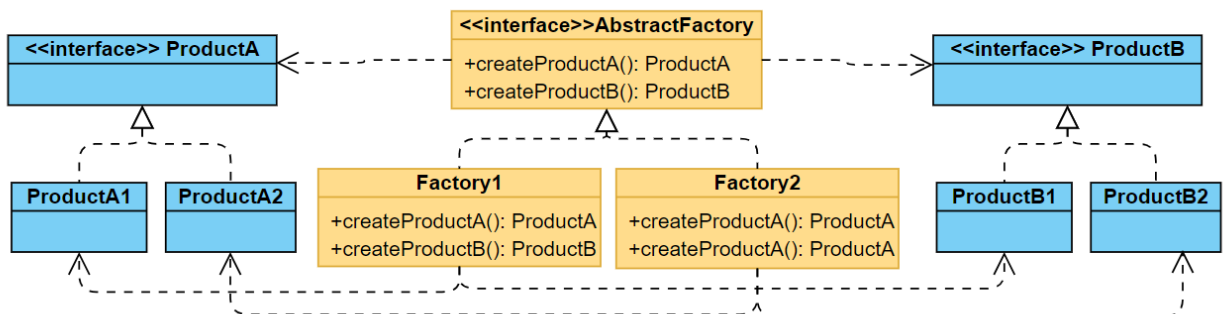 <<interface>>AbstractFactory
+createProductA(): ProductA
+createProductB(): ProductB
<<interface>> ProductA
<<interface>> ProductB
ProductA1
ProductA2
Factory1
+createProductA(): ProductA
+createProductB(): ProductB
Factory2
+createProductA(): ProductA
+createProductA(): ProductA
ProductB1
ProductB2